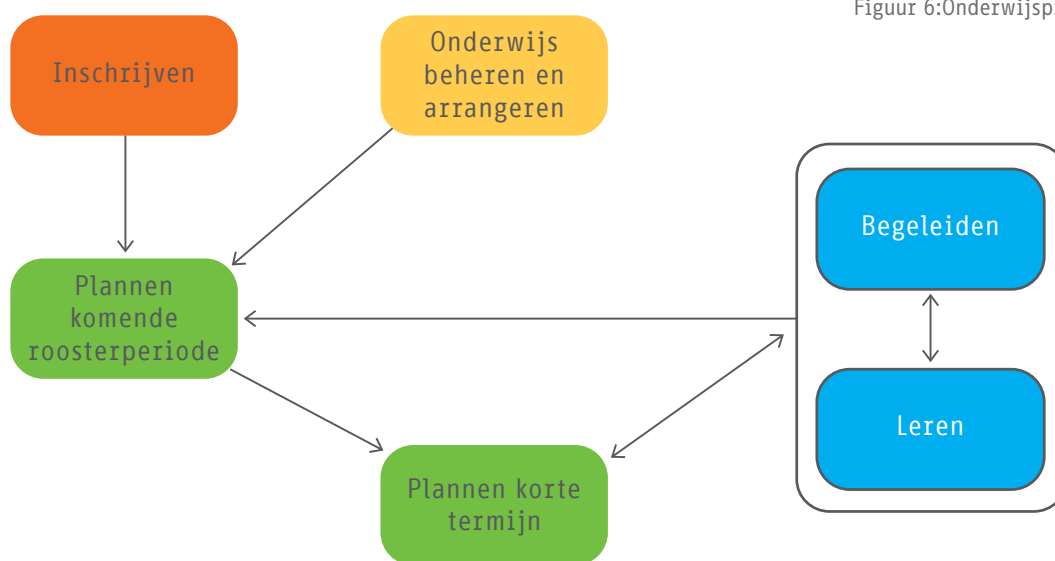 Figuur 6:Onderwijsp
Inschrijven
Onderwijs
beheren en
arrangeren
Begeleiden
Plannen
komende
roosterperiode
Leren
Plannen korte
termijn